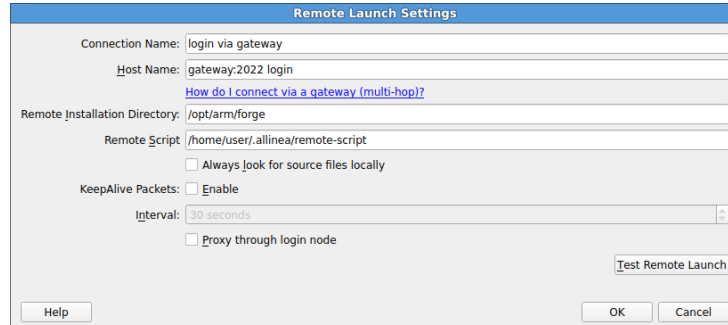 Remote Launch Settings
Connection Name: login via gateway
Host Name: gateway:2022 login
How do I connect via a gateway (multi-hop)?
Remote Installation Directory: /opt/arm/forge
Remote Script /home/user/.allinea/remote-script
Always look for source files locally
KeepAlive Packets: Enable
Interval: 30 seconds
Proxy through login node
Test Remote Launch
Help OK Cancel